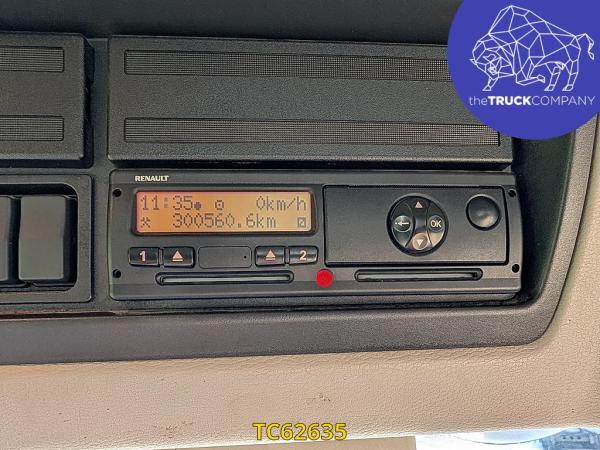 theTRUCKCOMPANY
RENAULT
11:35 0km/h
300560.6km
1 2
OK
TC62635